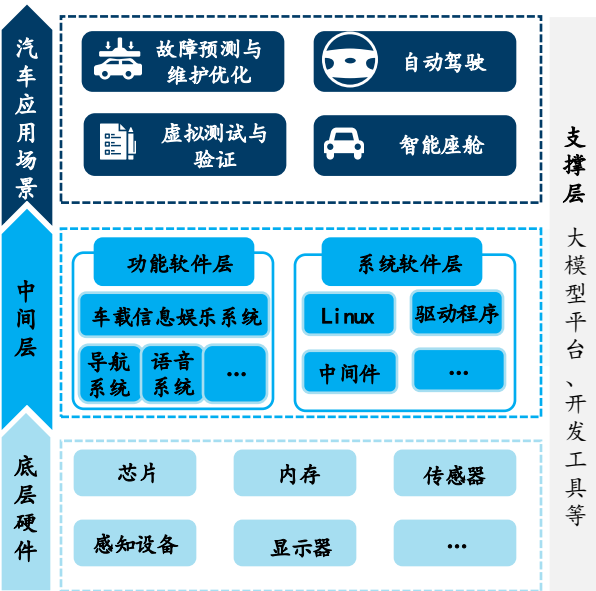 汽车应用场景
故障预测与
维护优化
自动驾驶
虚拟测试与
验证
智能座舱
中间层
功能软件层
车载信息娱乐系统
导航
系统
语音
系统
…
系统软件层
Linux
驱动程序
中间件
…
底层硬件
芯片
内存
传感器
感知设备
显示器
…
支撑层
大模型平台、开发工具等